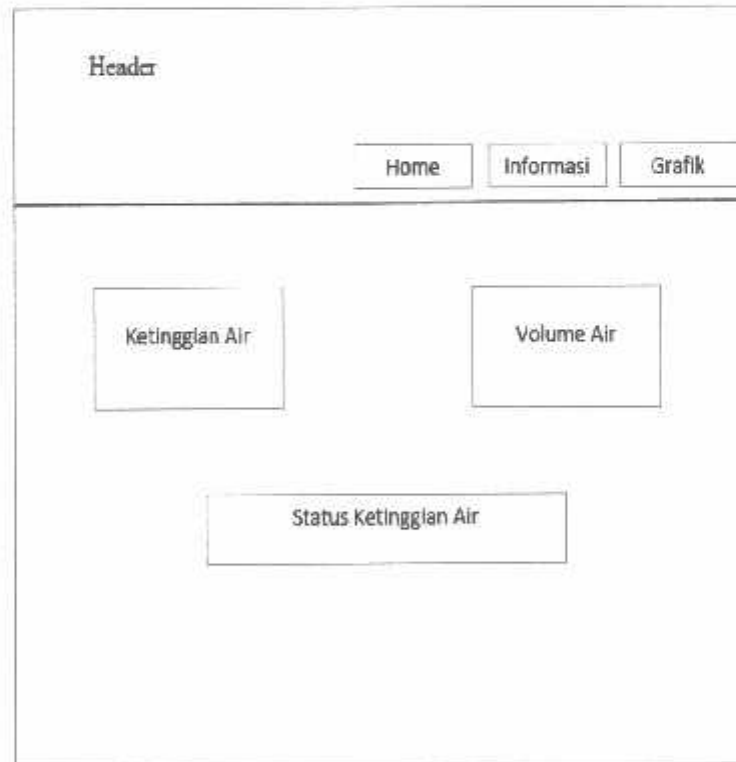 Header
Home Informasi Grafik
Ketinggian Air Volume Air
Status Ketinggian Air